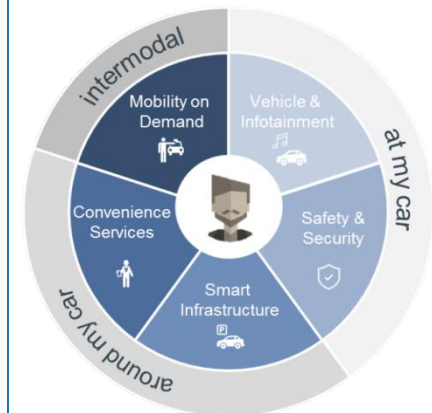 intermodal
Mobility on
Demand
Vehicle &
Infotainment
at my car
Convenience
Services
Safety &
Security
Smart
Infrastructure
P
around my car